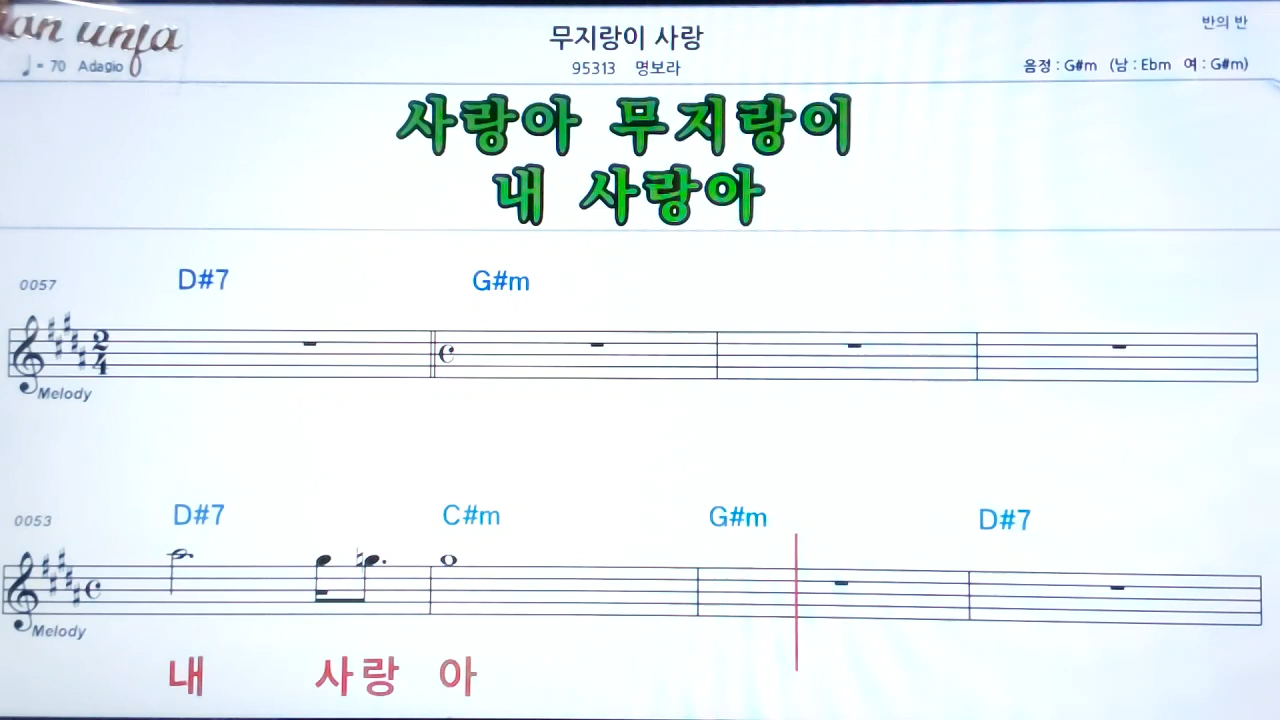 반의 반
무지랑이 사랑
♩ = 70 Adagio
95313 명보라
음정 : G#m (남 : Ebm 여 : G#m)
사랑아 무지랑이
내 사랑아
0057 D#7 G#m
2
4
Melody
0053 D#7 C#m G#m D#7
Melody
내 사랑 아